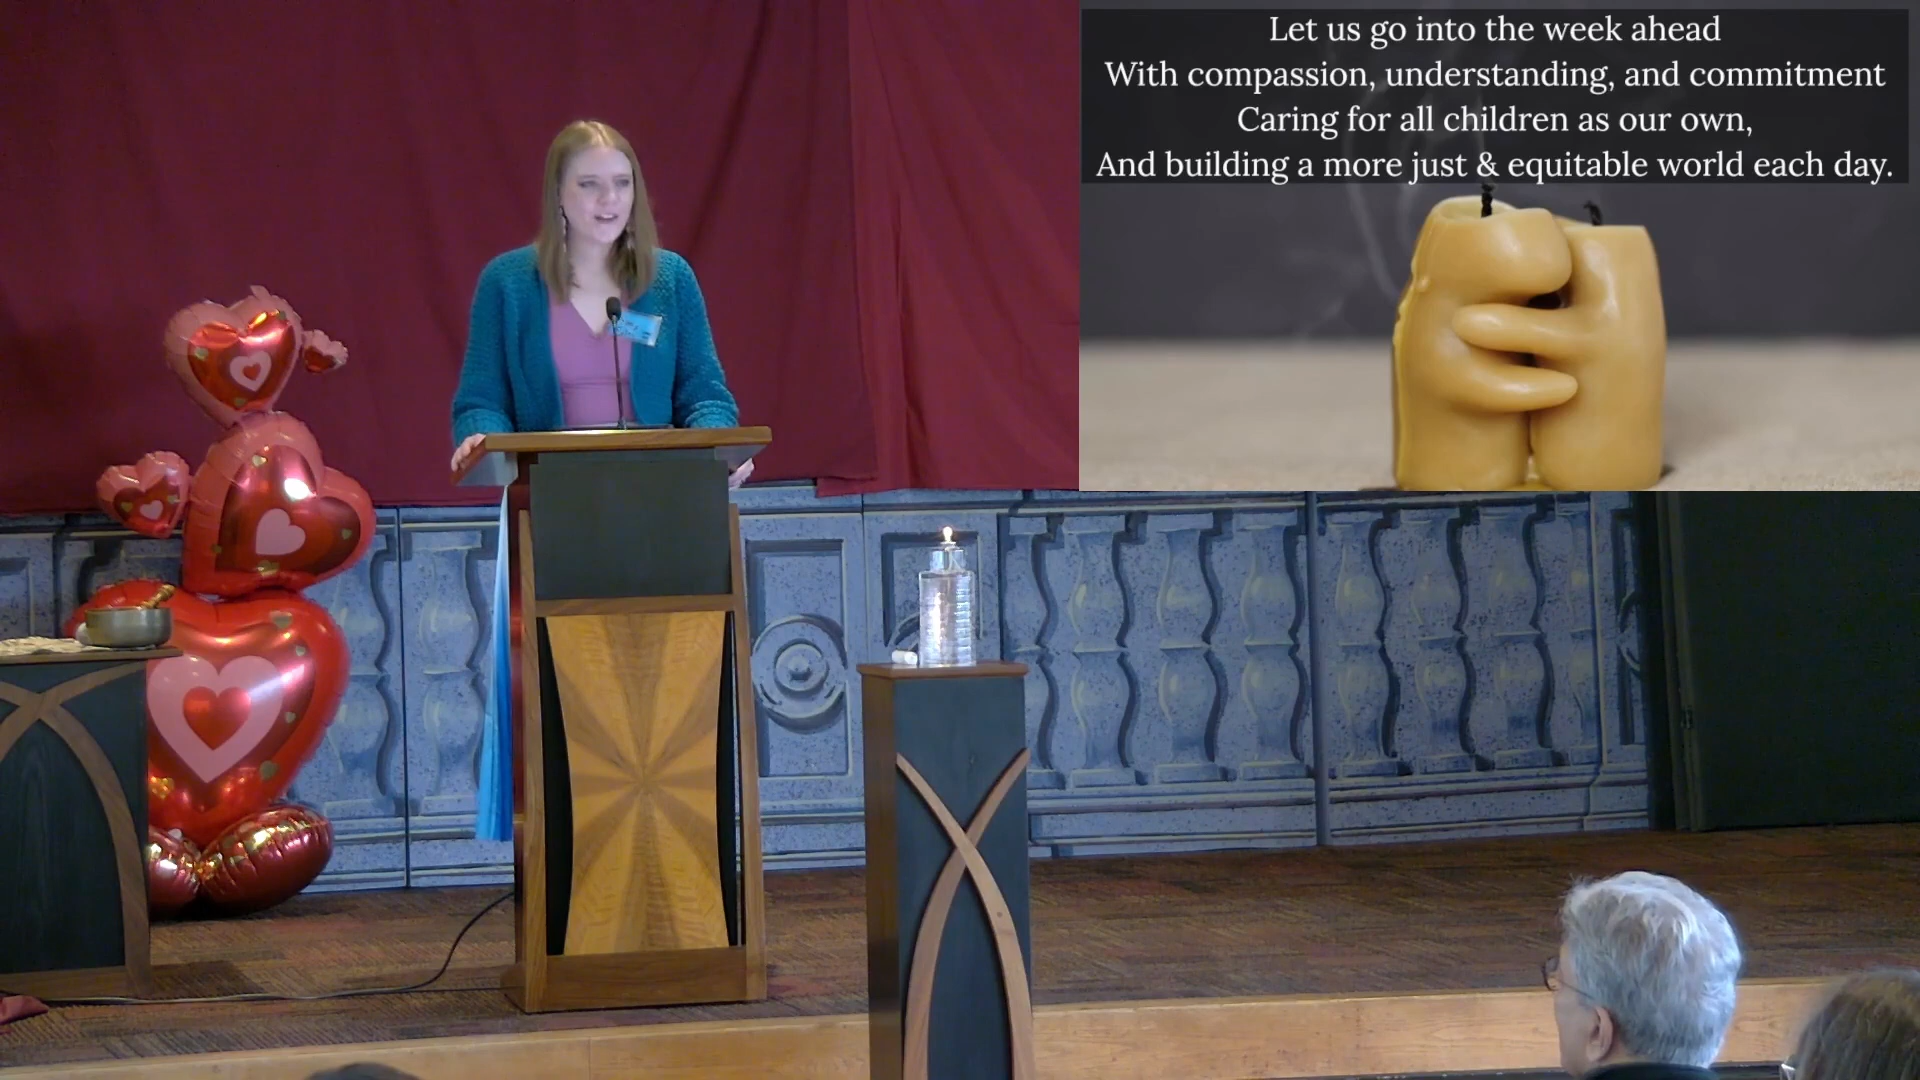 Let us go into the week ahead
With compassion, understanding, and commitment
Caring for all children as our own,
And building a more just & equitable world each day.